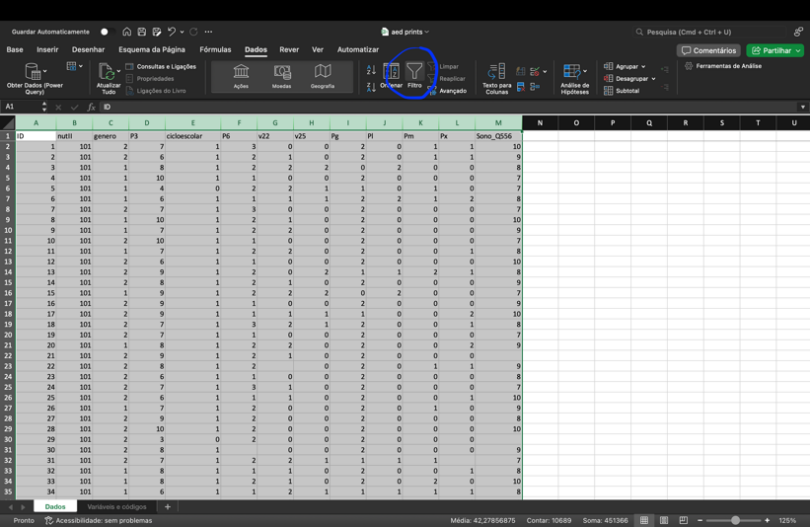 Guardar Automaticamente
aed prints
Pesquisa (Cmd + Ctrl + U)
Base Inserir Desenhar Esquema da Página Fórmulas Dados Rever Ver Automatizar Comentários Partilhar
Obter Dados (Power Query)
Atualizar Tudo
Consultas e Ligações
Propriedades
Ligações do Livro
Ações Moedas Geografia
Ordenar Filtro
Limpar
Reaplicar
Avançado
Texto para Colunas
Análise de Hipóteses
Agrupar
Desagrupar
Subtotal
Ferramentas de Análise
A1 fx ID
A B C D E F G H I J K L M N O P Q R S T U
1 ID nutII genero P3 cicloescolar P6 v22 v25 Pg Pl Pm Px Sono_Q556
2 1 101 2 7 1 3 0 0 2 0 1 1 10
3 2 101 2 6 1 2 1 0 2 0 1 1 9
4 3 101 1 8 1 2 2 2 0 2 0 0 8
5 4 101 1 10 1 1 0 0 2 0 0 0 7
6 5 101 1 4 0 2 2 1 1 0 1 0 7
7 6 101 1 6 1 1 1 1 2 2 1 2 8
8 7 101 2 7 1 3 0 0 2 0 0 0 7
9 8 101 1 10 1 2 1 0 2 0 0 0 10
10 9 101 1 7 1 2 2 0 2 0 0 0 9
11 10 101 2 10 1 1 0 0 2 0 0 0 7
12 11 101 1 7 1 2 2 0 2 0 0 1 8
13 12 101 2 6 1 1 0 0 2 0 0 0 10
14 13 101 2 9 1 2 0 2 1 1 2 1 8
15 14 101 2 8 1 2 1 0 2 0 0 0 9
16 15 101 1 9 1 2 2 2 0 2 0 0 7
17 16 101 2 9 1 1 0 0 2 0 0 0 9
18 17 101 2 9 1 1 1 1 1 0 0 2 10
19 18 101 2 7 1 3 2 1 2 0 0 1 8
20 19 101 2 7 1 1 0 0 2 0 0 0 7
21 20 101 1 8 1 2 2 0 2 0 0 2 9
22 21 101 2 9 1 2 1 0 2 0 0 0
23 22 101 2 8 1 2 0 2 0 1 1 9
24 23 101 2 6 1 1 0 0 2 0 0 0 8
25 24 101 2 7 1 3 1 0 2 0 0 0 7
26 25 101 2 6 1 1 1 0 2 0 0 1 10
27 26 101 1 7 1 2 0 0 2 0 1 0 9
28 27 101 2 9 1 2 0 0 2 0 0 0 8
29 28 101 2 10 1 2 0 0 2 0 0 0 10
30 29 101 2 3 0 2 0 0 2 0 0 0
31 30 101 2 8 1 0 0 2 0 0 0 9
32 31 101 2 7 1 2 2 1 1 1 1 7
33 32 101 1 8 1 1 1 0 2 0 0 1 8
34 33 101 1 8 1 2 1 0 2 0 2 0 10
35 34 101 1 6 1 1 2 1 1 1 1 1 8
Dados Variáveis e códigos +
Pronto Acessibilidade: sem problemas Média: 42,27856875 Contar: 10689 Soma: 451366 125%